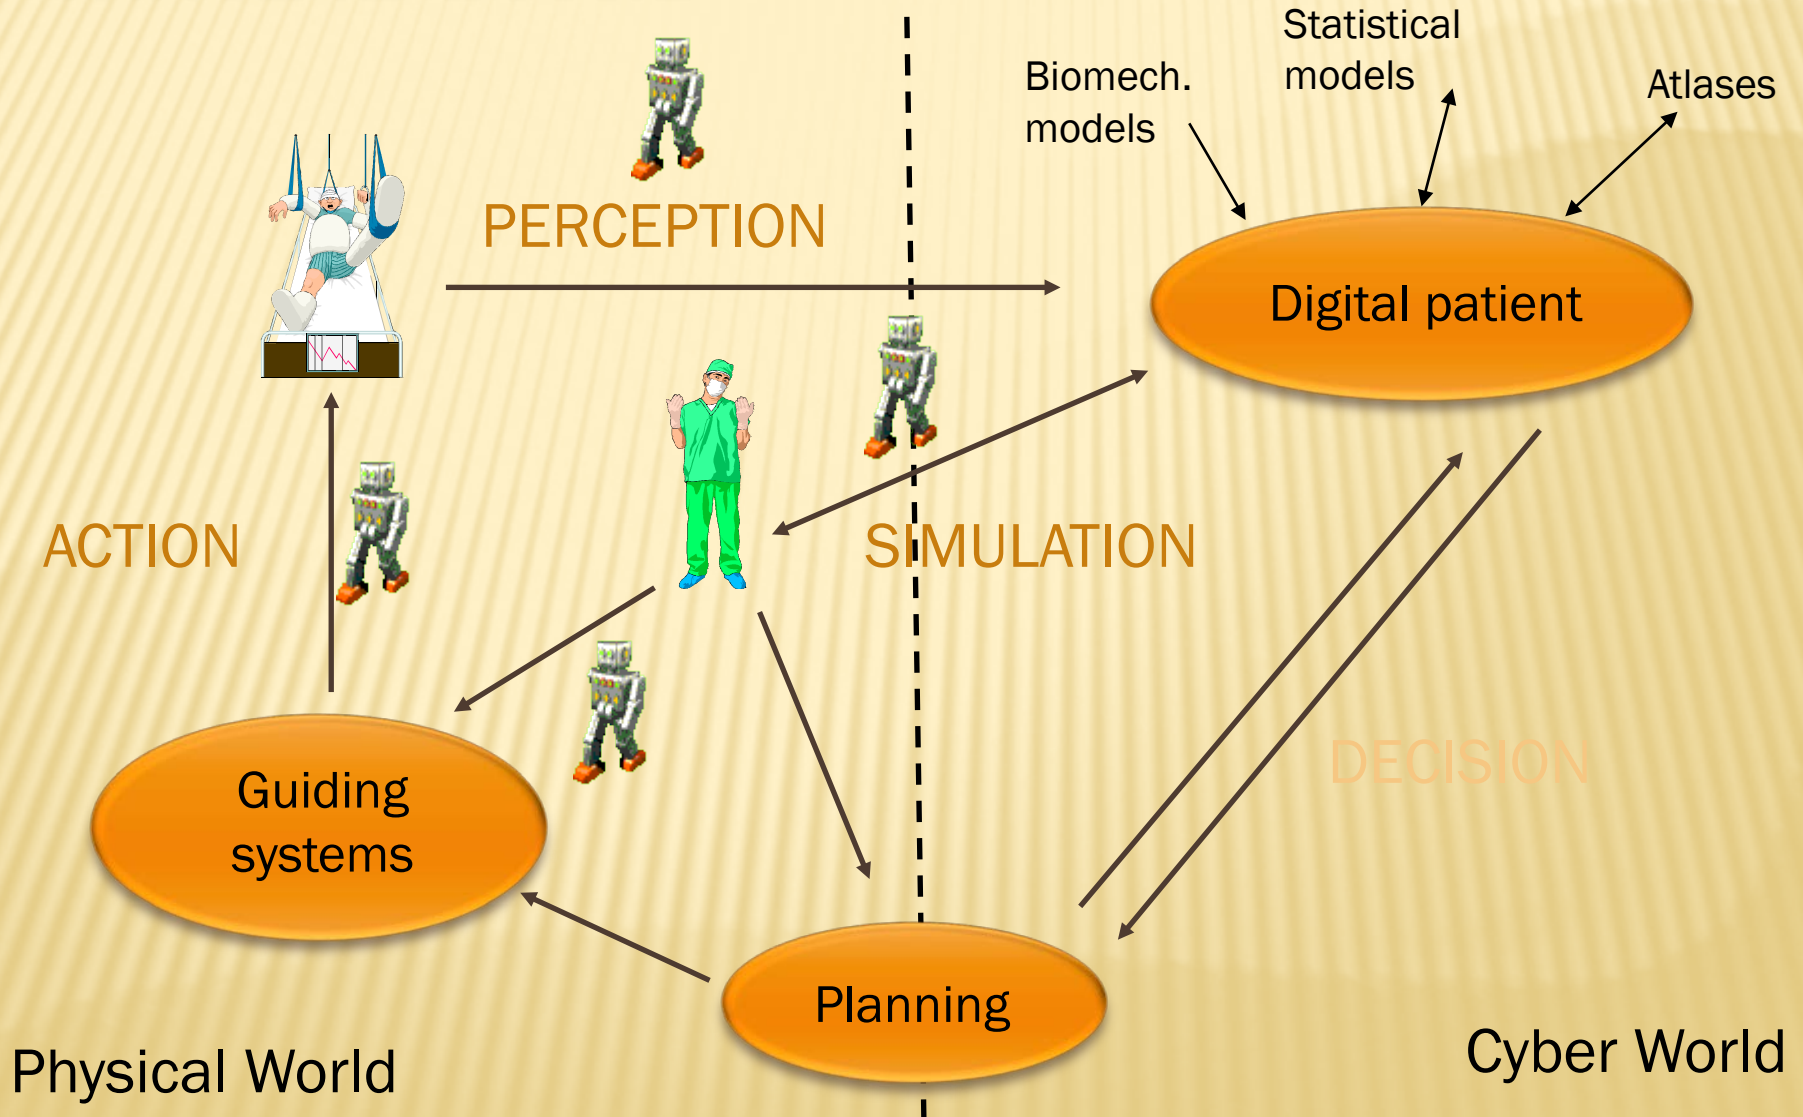 Statistical
models
Biomech.
models
Atlases
PERCEPTION
Digital patient
ACTION
SIMULATION
DECISION
Guiding
systems
Planning
Physical World
Cyber World